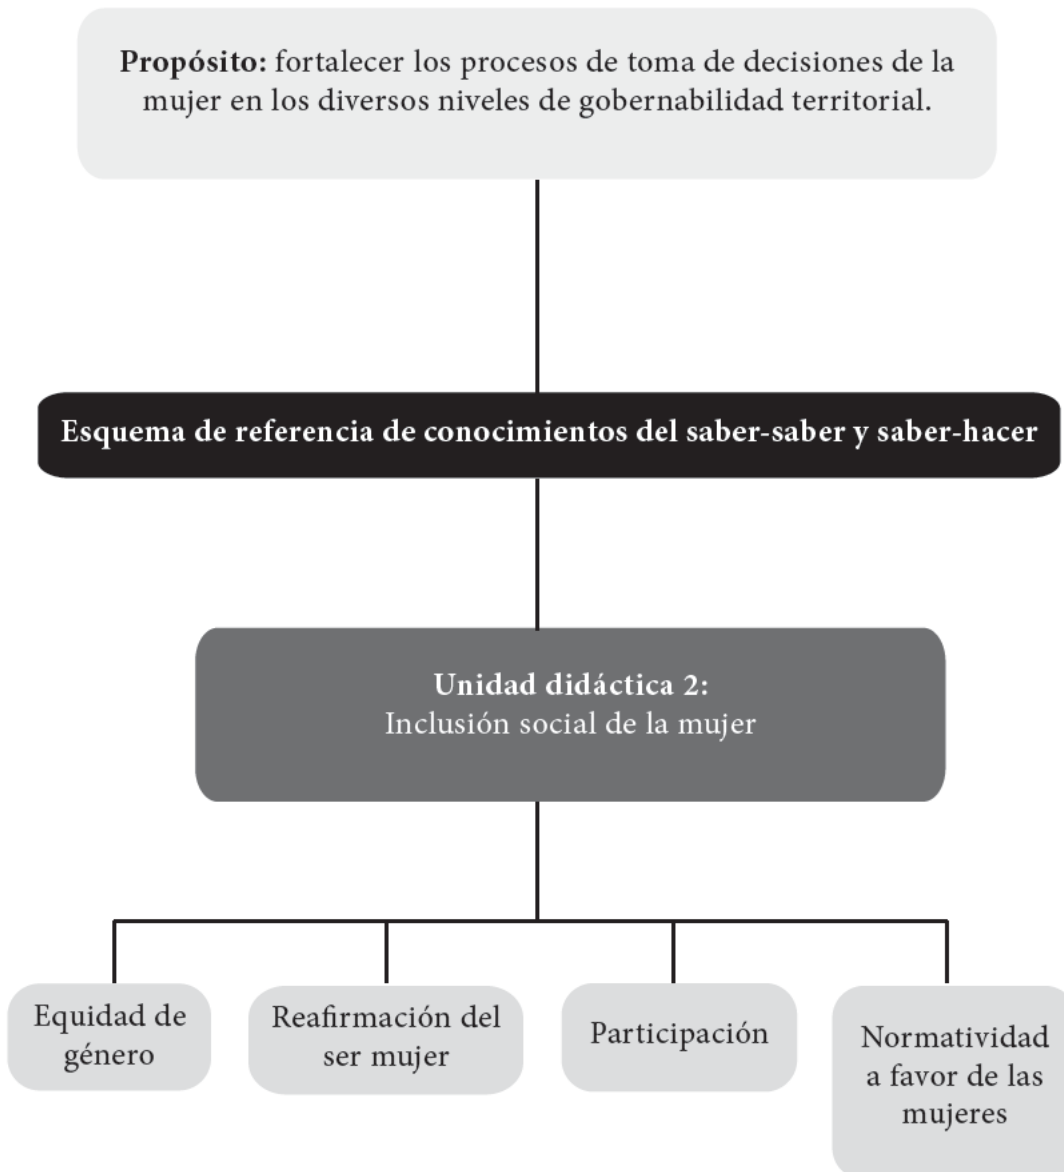 Propósito: fortalecer los procesos de toma de decisiones de la
mujer en los diversos niveles de gobernabilidad territorial.
Esquema de referencia de conocimientos del saber-saber y saber-hacer
Unidad didáctica 2:
Inclusión social de la mujer
Equidad de
género
Reafirmación del
ser mujer
Participación
Normatividad
a favor de las
mujeres